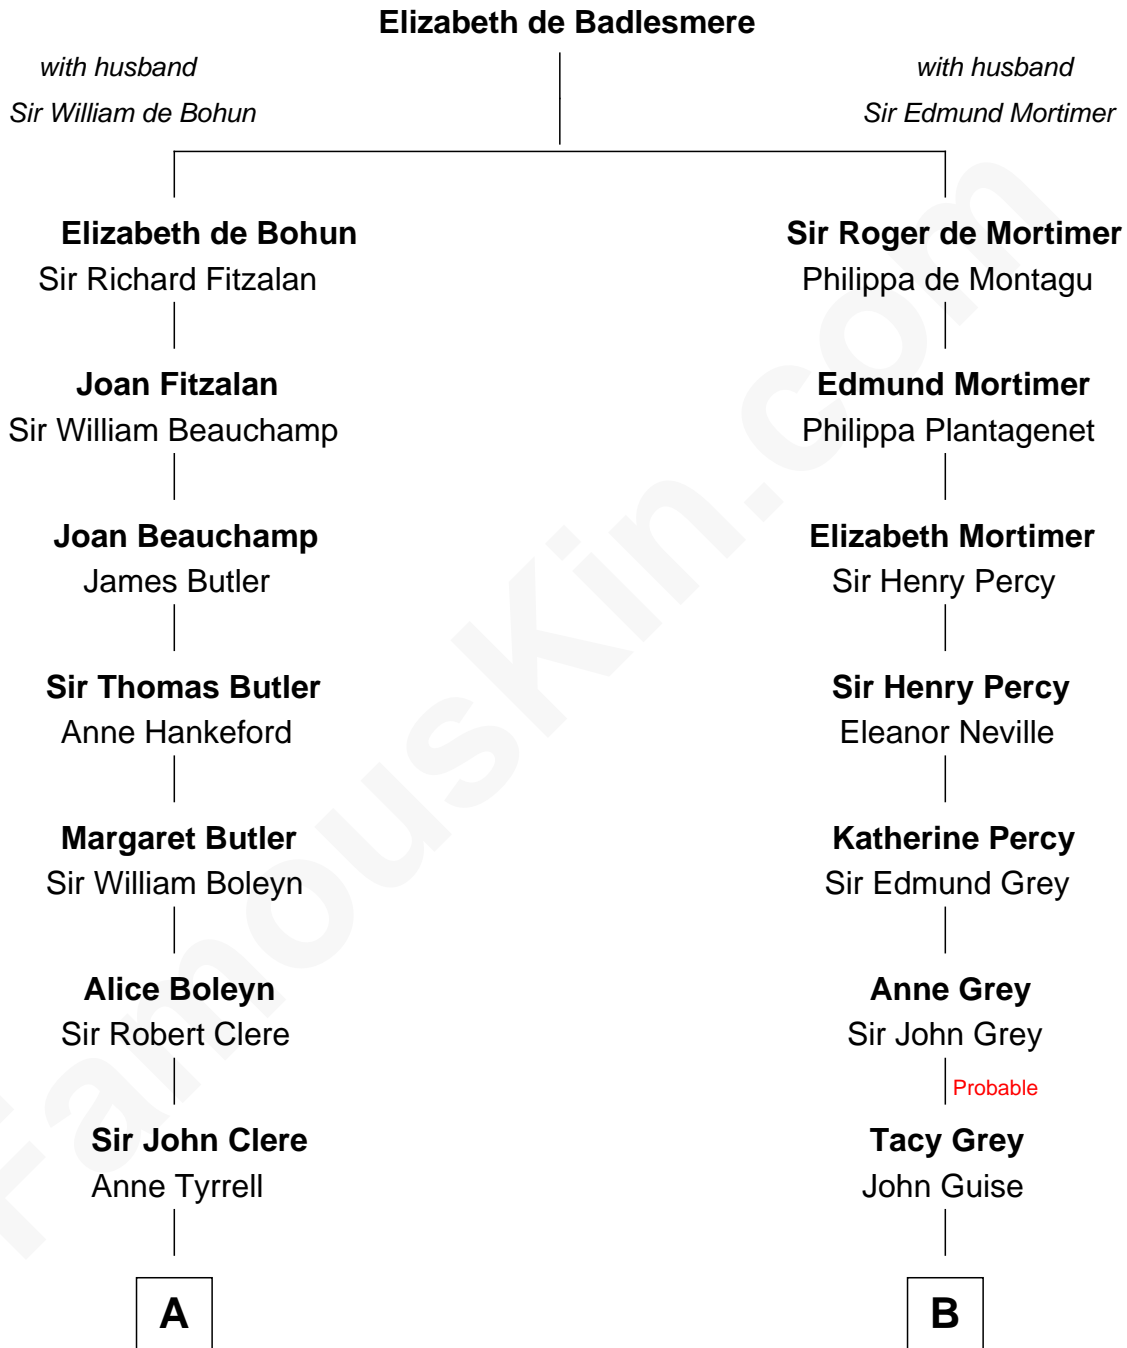 Elizabeth de Badlesmere
with husband
Sir William de Bohun
with husband
Sir Edmund Mortimer
Elizabeth de Bohun
Sir Richard Fitzalan
Sir Roger de Mortimer
Philippa de Montagu
Joan Fitzalan
Sir William Beauchamp
Edmund Mortimer
Philippa Plantagenet
Joan Beauchamp
James Butler
Elizabeth Mortimer
Sir Henry Percy
Sir Thomas Butler
Anne Hankeford
Sir Henry Percy
Eleanor Neville
Margaret Butler
Sir William Boleyn
Katherine Percy
Sir Edmund Grey
Alice Boleyn
Sir Robert Clere
Anne Grey
Sir John Grey
Probable
Sir John Clere
Anne Tyrrell
Tacy Grey
John Guise
A
B
FamousKin.com